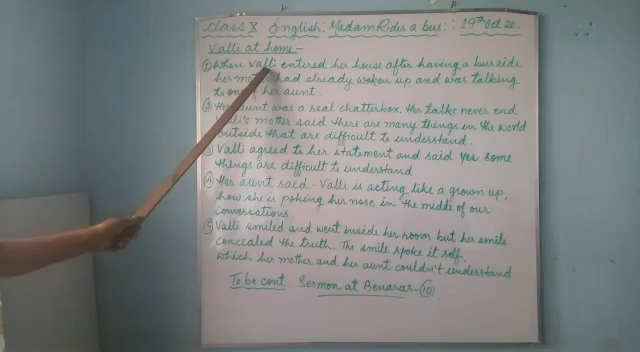 Class X English: Madam Rides a bus: : 19th Oct 20.
Valli at home:-
① When Valli entered her house after having a bus ride
her had already woken up and was talking
to one of her aunt.
② Her aunt was a real chatterbox. Her talks never end
Valli's mother said there are many things in the world
outside that are difficult to understand.
③ Valli agreed to her statement and said yes some
things are difficult to understand
④ Her aunt said - Valli is acting like a grown up,
how she is poking her nose in the middle of our
conversations.
⑤ Valli smiled and went inside her room but her smile
concealed the truth. The smile spoke it self.
which her mother and her aunt couldn't understand
To be cont. Sermon at Benaras - ⑩